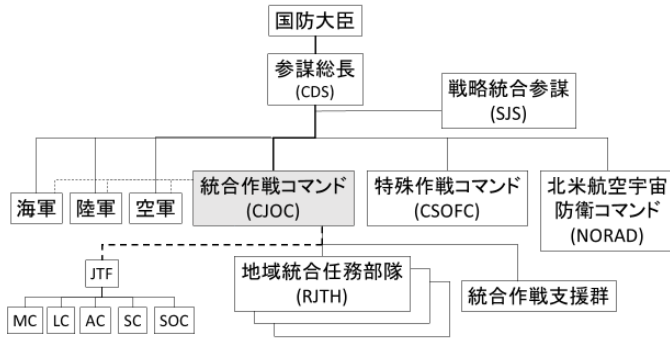 国防大臣
参謀総長
(CDS)
戦略統合参謀
(SJS)
海軍
陸軍
空軍
統合作戦コマンド
(CJOC)
特殊作戦コマンド
(CSOFC)
北米航空宇宙
防衛コマンド
(NORAD)
JTF
地域統合任務部隊
(RJTH)
統合作戦支援群
MC
LC
AC
SC
SOC